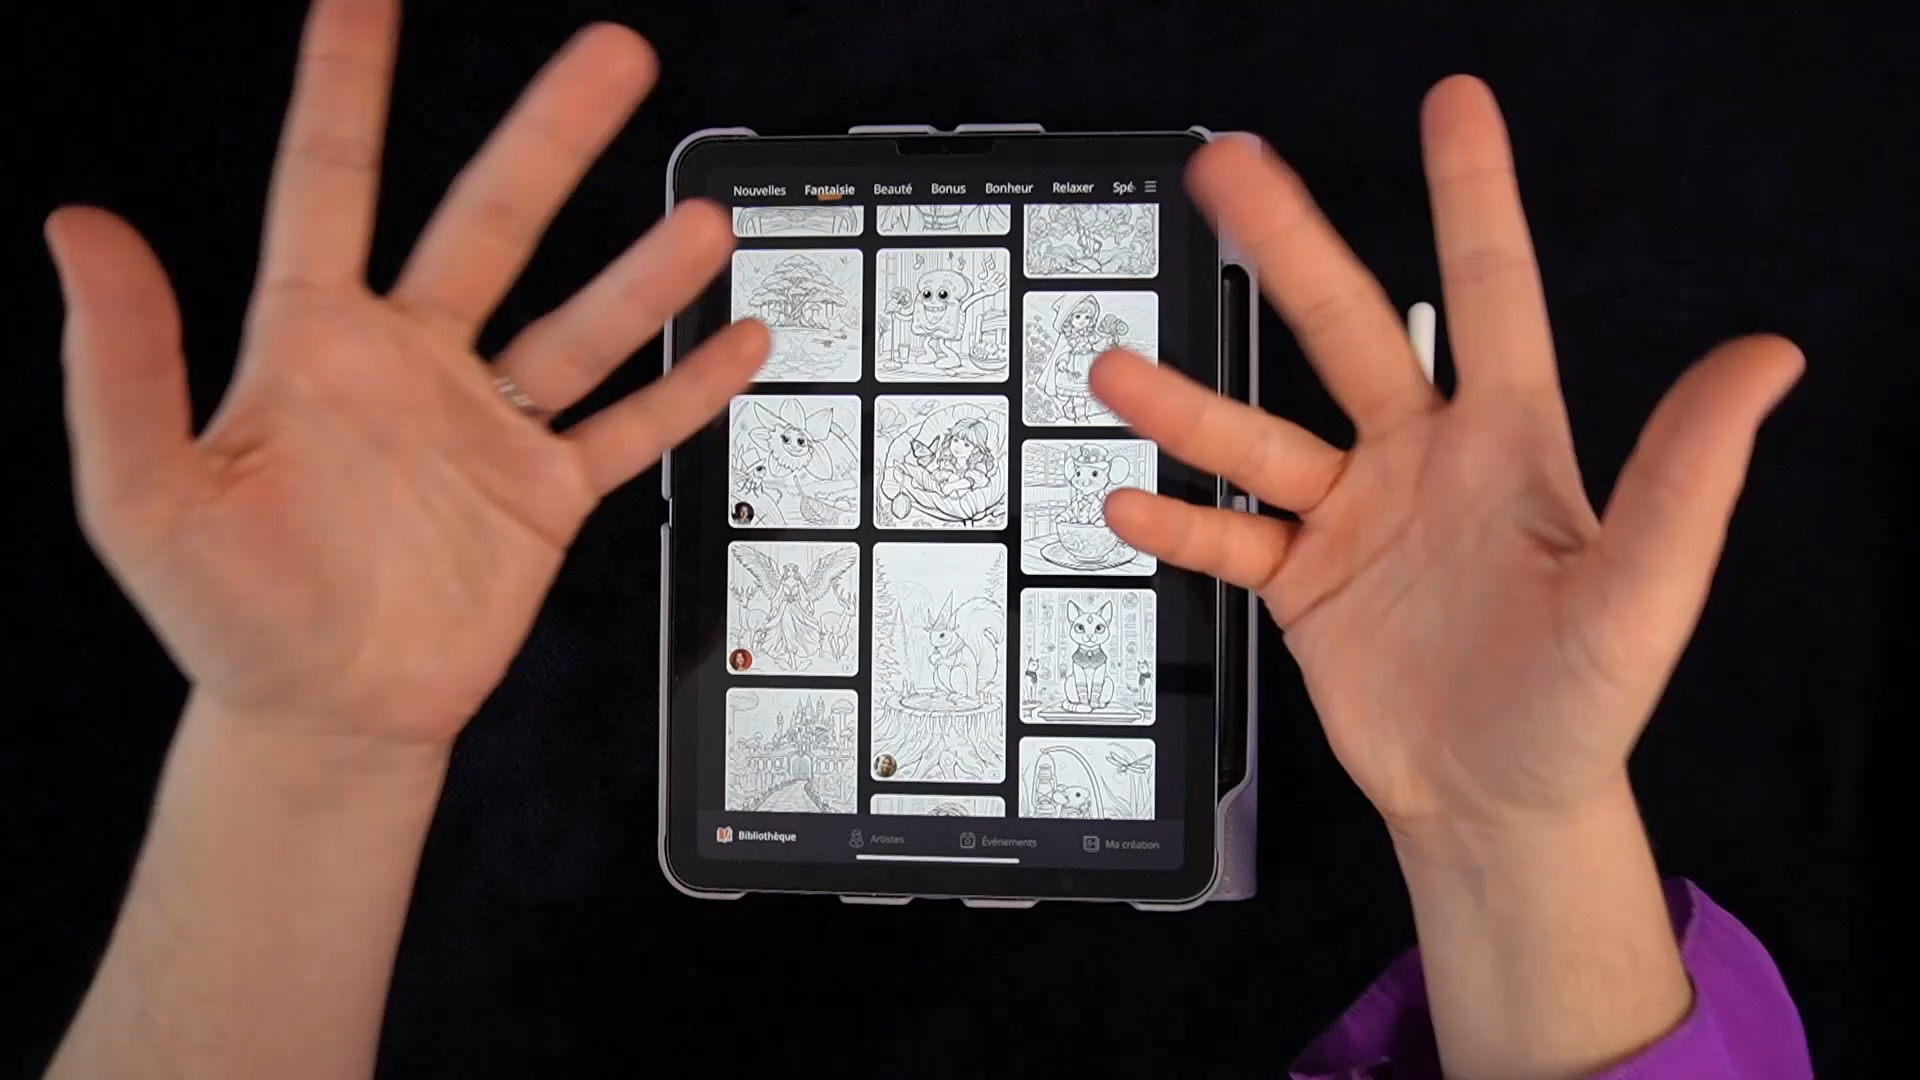 Nouvelles Fantaisie Beauté Bonus Bonheur Relaxer Spé
Bibliothèque Artistes Événements Ma création